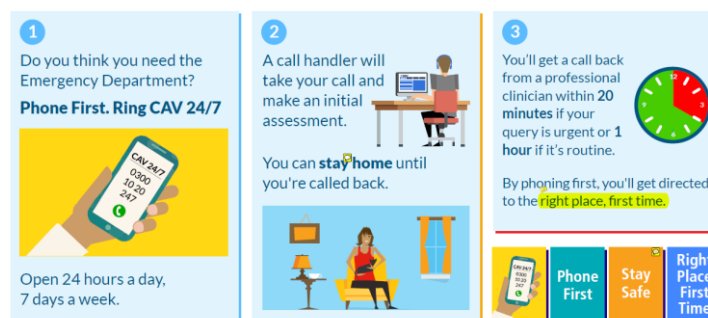 1
Do you think you need the
Emergency Department?
Phone First. Ring CAV 24/7
CAV 24/7
0300
10 20
247
Open 24 hours a day,
7 days a week.
2
A call handler will
take your call and
make an initial
assessment.
You can stay home until
you're called back.
3
You'll get a call back
from a professional
clinician within 20
minutes if your
query is urgent or 1
hour if it's routine.
12
3
6
9
By phoning first, you'll get directed
to the right place, first time.
CAV 24/7
0300
10 20
247
Phone
First
Stay
Safe
Right
Place
First
Time